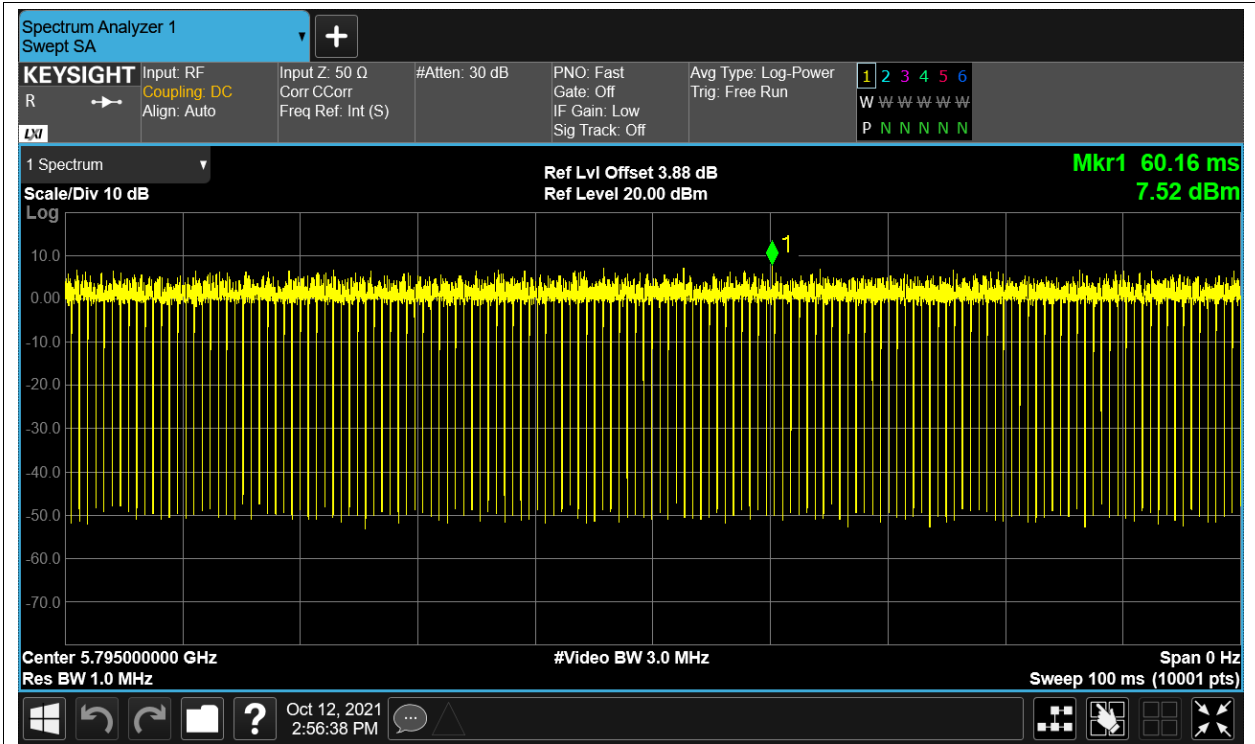 Spectrum Analyzer 1
Swept SA
+
KEYSIGHT Input: RF Input Z: 50 Ω #Atten: 30 dB PNO: Fast Avg Type: Log-Power 1 2 3 4 5 6
R Coupling: DC Corr CCorr Gate: Off Trig: Free Run W W W W W W
Align: Auto Freq Ref: Int (S) IF Gain: Low
LXI Sig Track: Off P N N N N N
1 Spectrum Ref Lvl Offset 3.88 dB Mkr1 60.16 ms
Scale/Div 10 dB Ref Level 20.00 dBm 7.52 dBm
Log
1
10.0
0.00
-10.0
-20.0
-30.0
-40.0
-50.0
-60.0
-70.0
Center 5.795000000 GHz #Video BW 3.0 MHz Span 0 Hz
Res BW 1.0 MHz Sweep 100 ms (10001 pts)
? Oct 12, 2021
2:56:38 PM